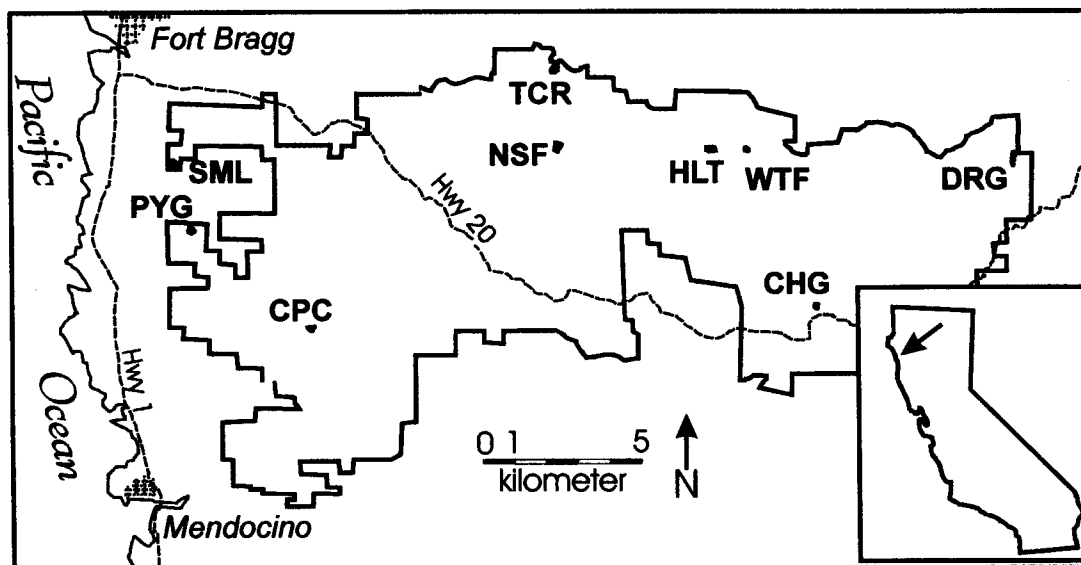 Fort Bragg
Pacific
Ocean
TCR
NSF
HLT
WTF
DRG
SML
PYG
Hwy 20
CPC
CHG
Hwy 1
0 1 5
kilometer
N
Mendocino